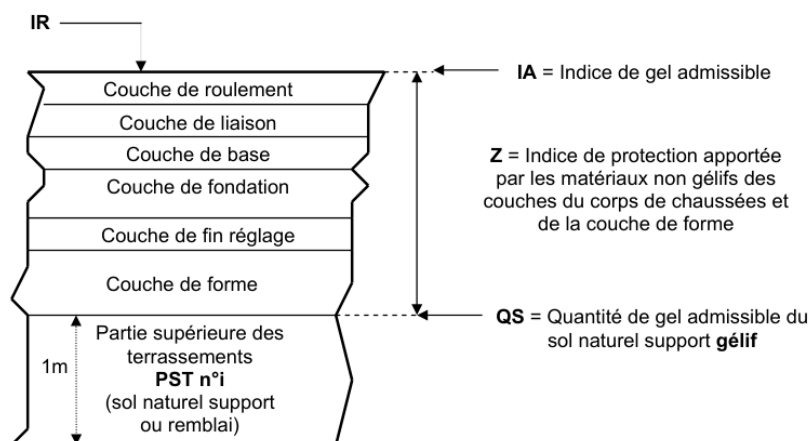 IR
IA = Indice de gel admissible
Couche de roulement
Couche de liaison
Couche de base
Couche de fondation
Couche de fin réglage
Couche de forme
Z = Indice de protection apportée
par les matériaux non gélifs des
couches du corps de chaussées et
de la couche de forme
QS = Quantité de gel admissible du
sol naturel support gélif
1m
Partie supérieure des
terrassements
PST n°i
(sol naturel support
ou remblai)